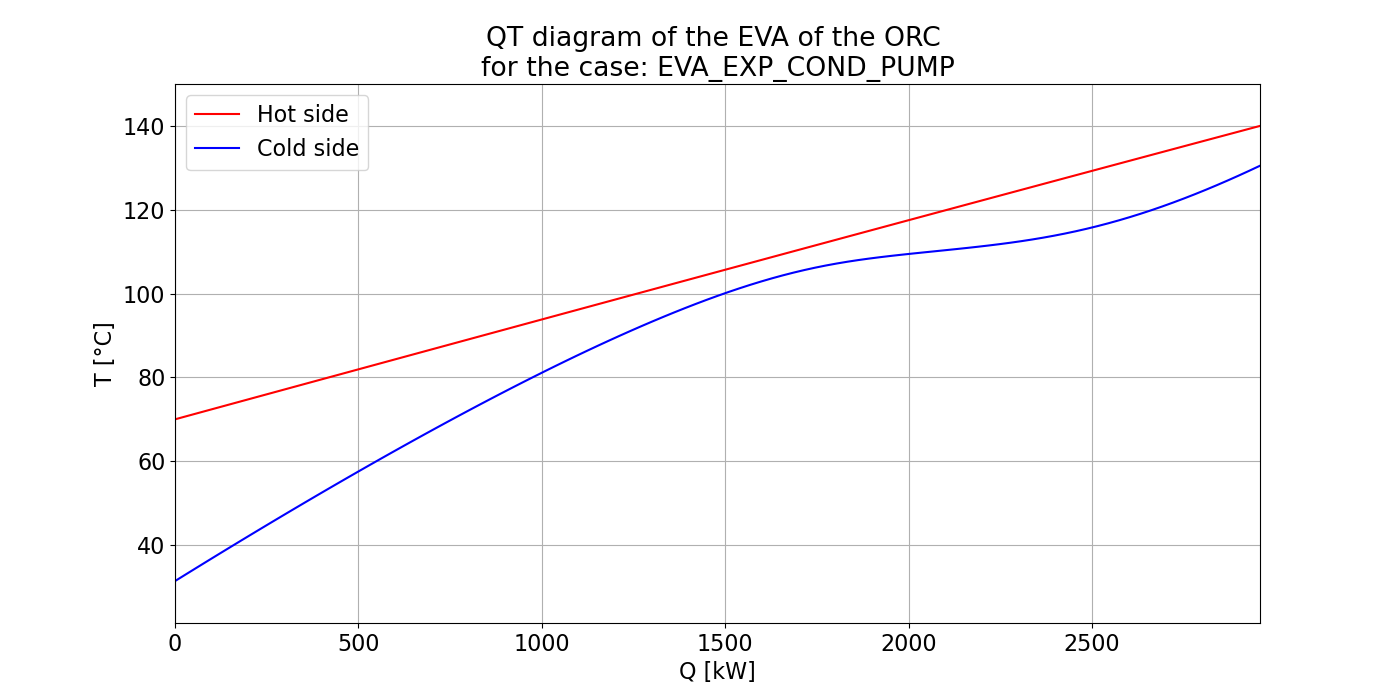 QT diagram of the EVA of the ORC
for the case: EVA_EXP_COND_PUMP
Hot side
Cold side
140
120
100
80
60
40
T [°C]
0 500 1000 1500 2000 2500
Q [kW]